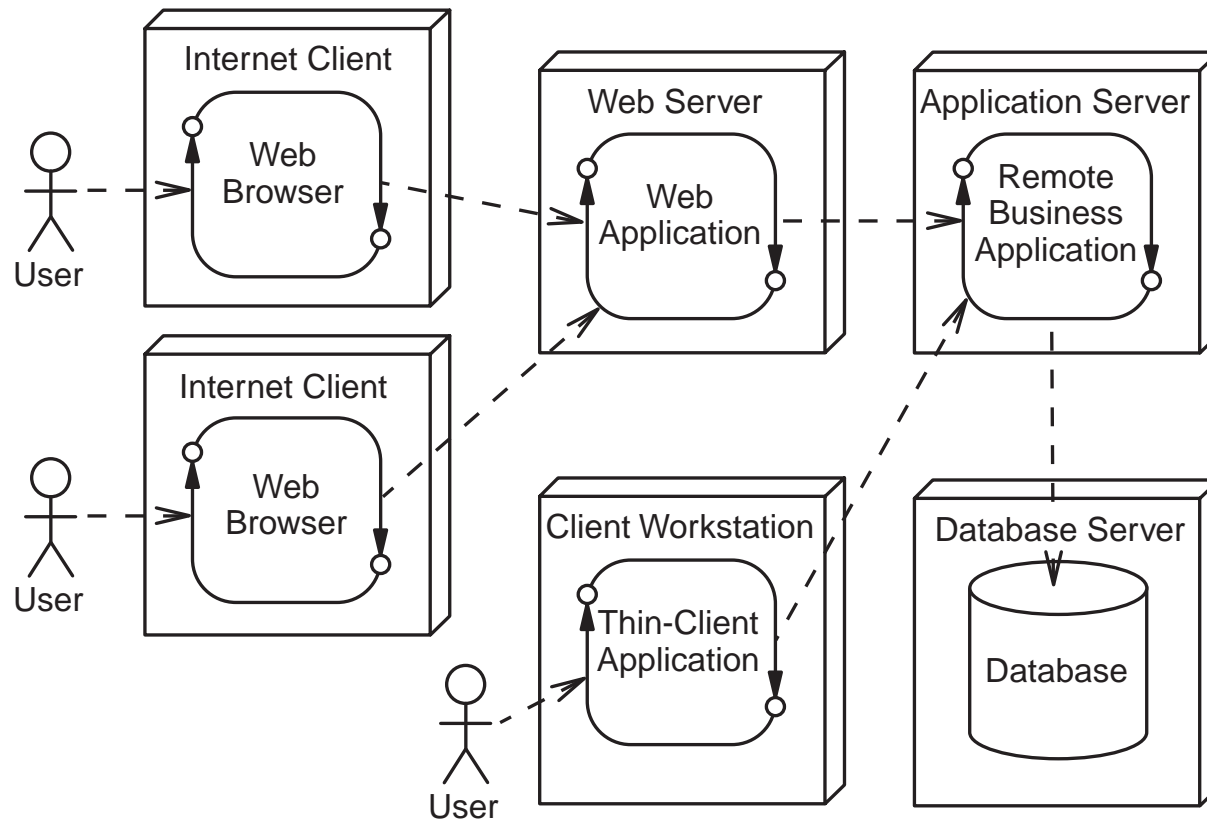 Internet Client
Web
Browser
User
Web Server
Web
Application
Application Server
Remote
Business
Application
Internet Client
Web
Browser
User
Client Workstation
Thin-Client
Application
User
Database Server
Database